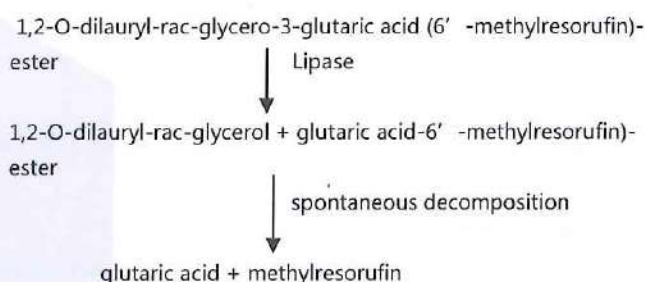 1,2-O-dilauryl-rac-glycero-3-glutaric acid (6′ -methylresorufin)-
ester
Lipase
1,2-O-dilauryl-rac-glycerol + glutaric acid-6′ -methylresorufin)-
ester
spontaneous decomposition
glutaric acid + methylresorufin